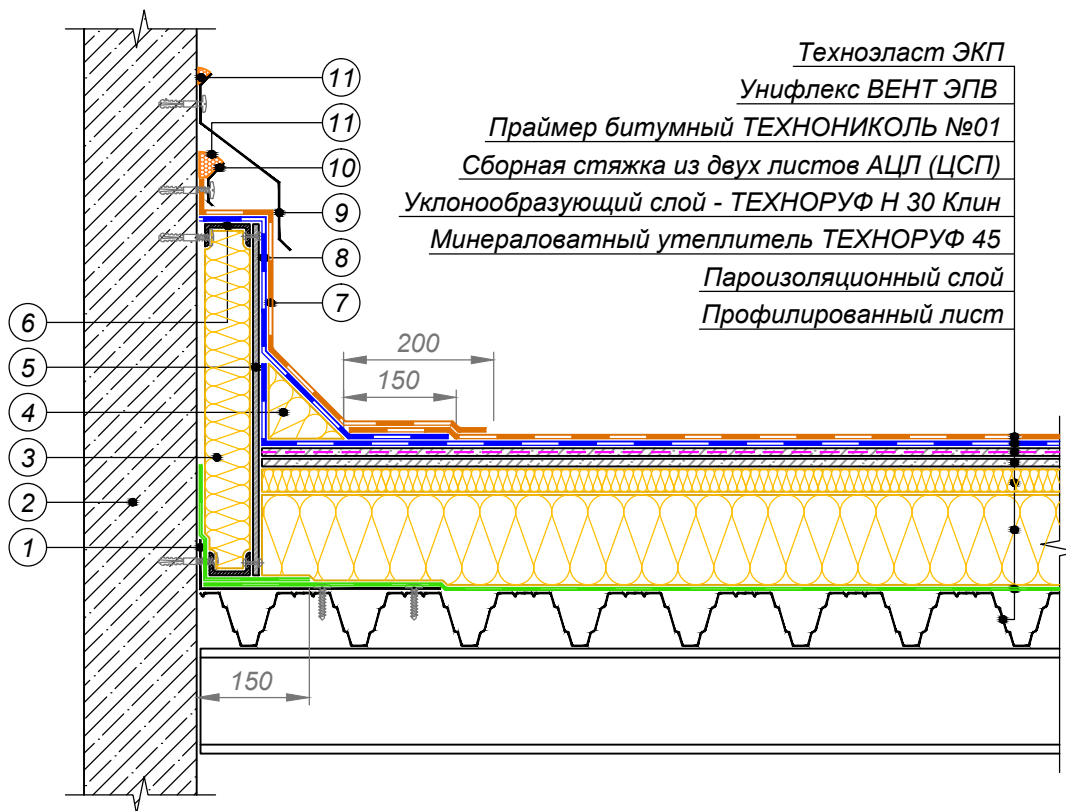 Техноэласт ЭКП
Унифлекс ВЕНТ ЭПВ
Праймер битумный ТЕХНОНИКОЛЬ №01
Сборная стяжка из двух листов АЦЛ (ЦСП)
Уклонообразующий слой - ТЕХНОРУФ Н 30 Клин
Минераловатный утеплитель ТЕХНОРУФ 45
Пароизоляционный слой
Профилированный лист
11
11
10
9
8
7
6
5
4
3
2
1
200
150
150